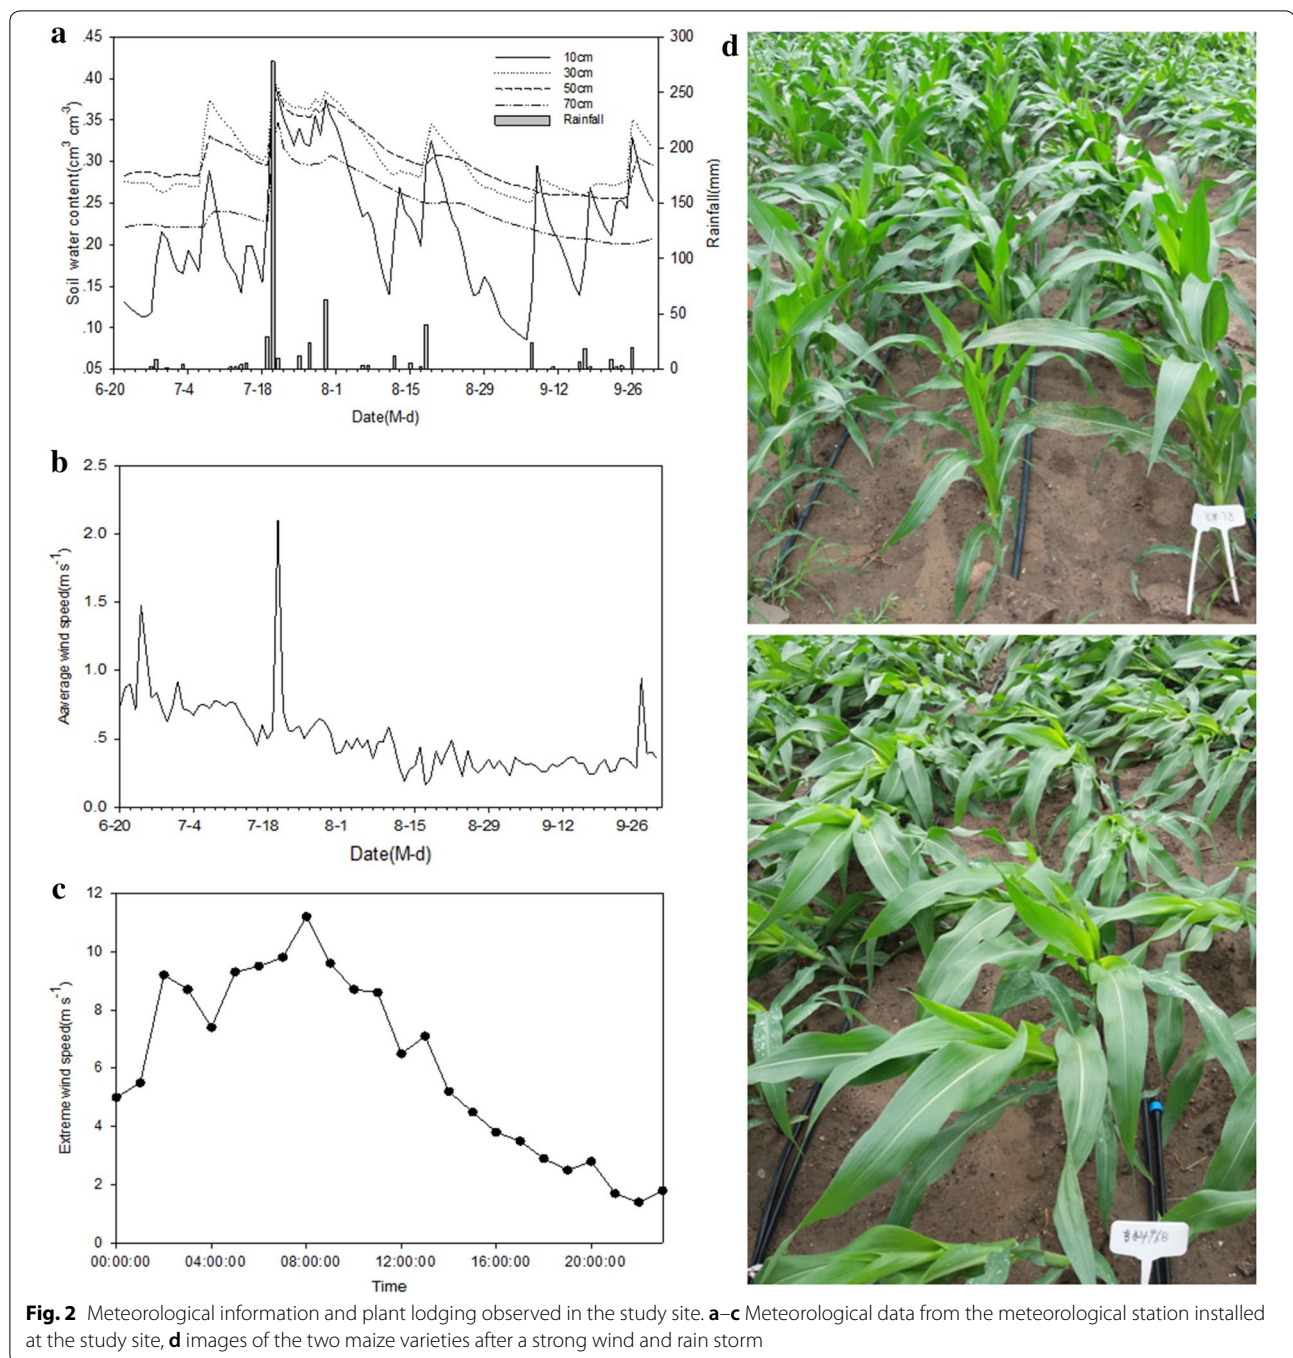 a
.45
.40
.35
.30
.25
.20
.15
.10
.05
Soil water content(cm³ cm⁻³)
300
250
200
150
100
50
0
Rainfall(mm)
10cm
30cm
50cm
70cm
Rainfall
6-20 7-4 7-18 8-1 8-15 8-29 9-12 9-26
Date(M-d)
b
2.5
2.0
1.5
1.0
.5
0.0
Aaverage wind speed(m s⁻¹)
6-20 7-4 7-18 8-1 8-15 8-29 9-12 9-26
Date(M-d)
c
12
10
8
6
4
2
0
Extreme wind speed(m s⁻¹)
00:00:00 04:00:00 08:00:00 12:00:00 16:00:00 20:00:00
Time
d
Fig. 2 Meteorological information and plant lodging observed in the study site. a–c Meteorological data from the meteorological station installed
at the study site, d images of the two maize varieties after a strong wind and rain storm